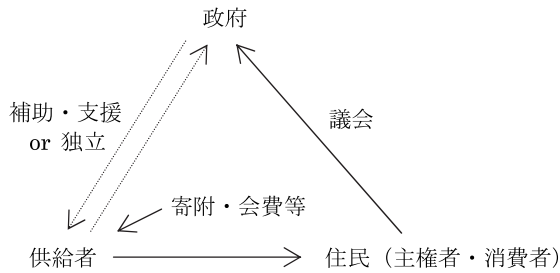 政府
補助・支援
or 独立
議会
寄附・会費等
供給者
住民（主権者・消費者）